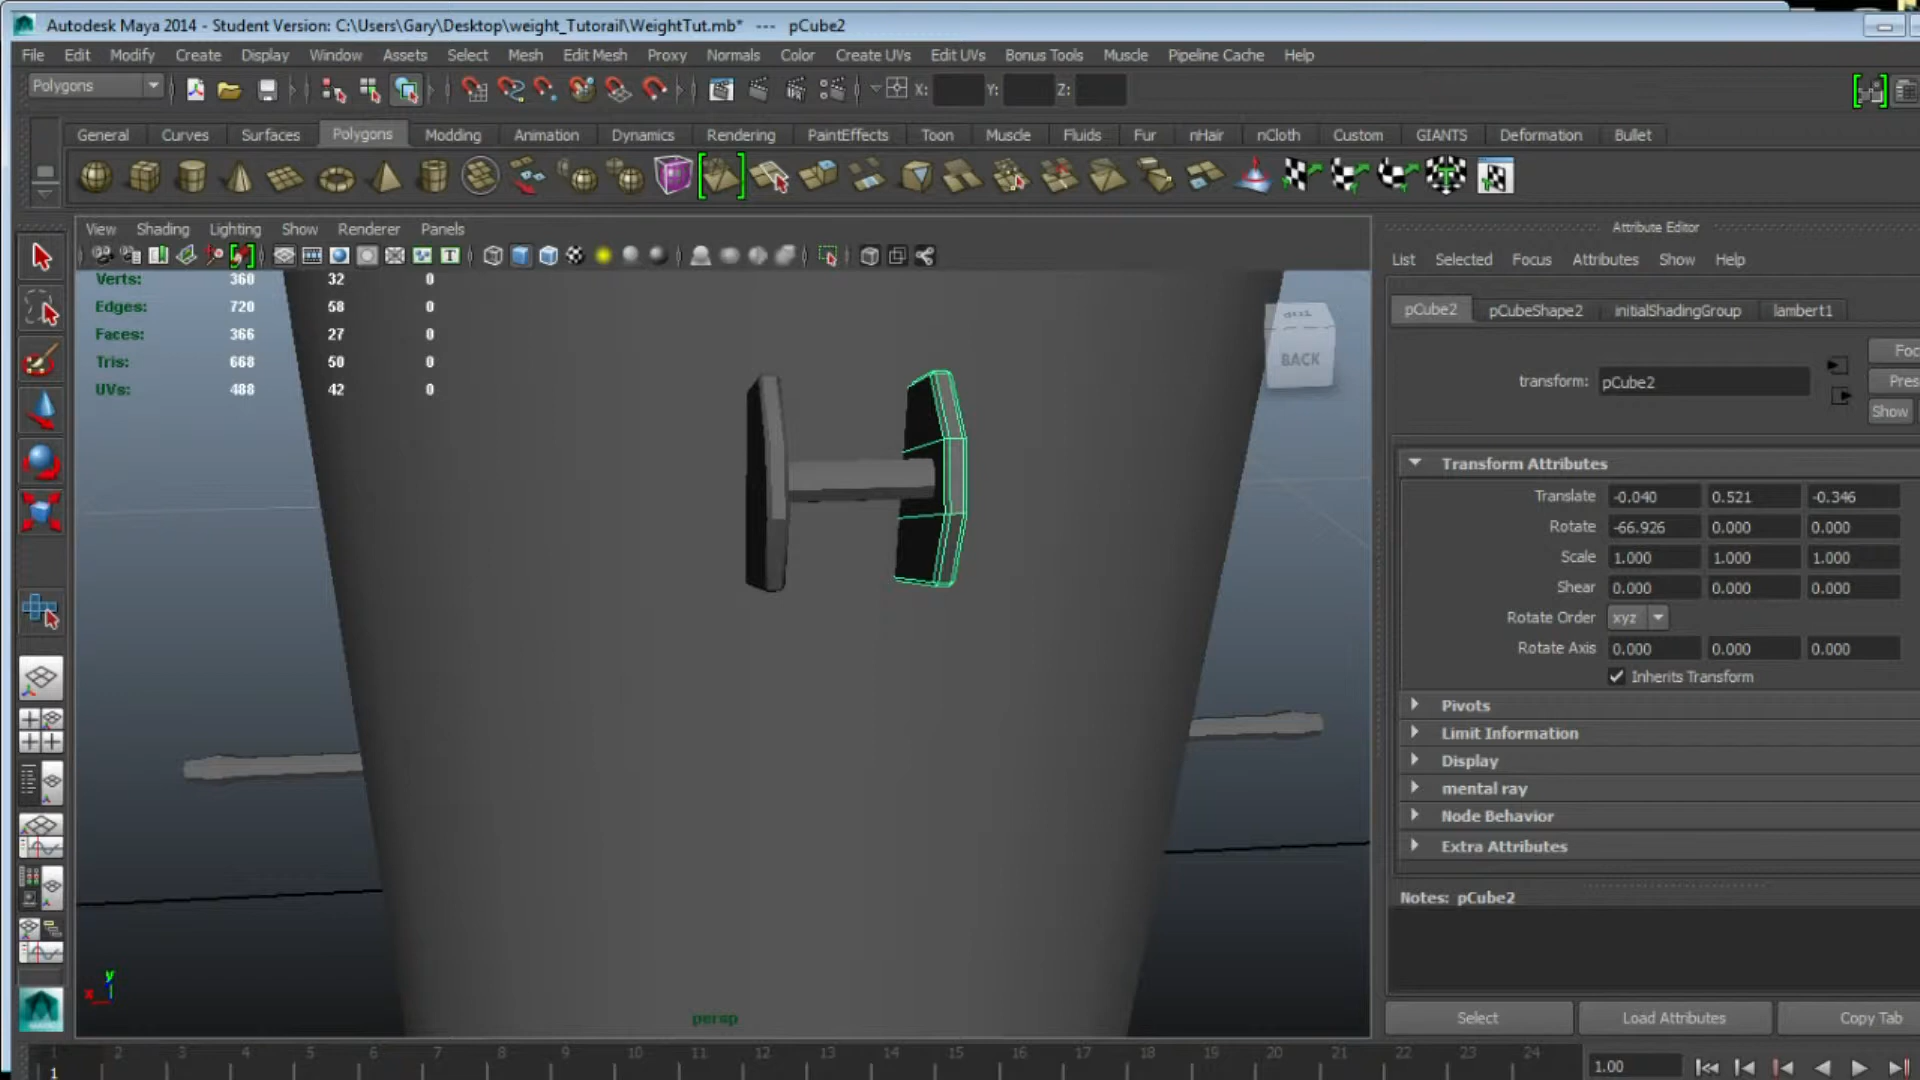 Autodesk Maya 2014 - Student Version: C:\Users\Gary\Desktop\weight_Tutorail\WeightTut.mb* --- pCube2
File Edit Modify Create Display Window Assets Select Mesh Edit Mesh Proxy Normals Color Create UVs Edit UVs Bonus Tools Muscle Pipeline Cache Help
Polygons X: Y: Z:
General Curves Surfaces Polygons Modding Animation Dynamics Rendering PaintEffects Toon Muscle Fluids Fur nHair nCloth Custom GIANTS Deformation Bullet
Attribute Editor
View Shading Lighting Show Renderer Panels
List Selected Focus Attributes Show Help
Verts: 360 32 0
Edges: 720 58 0
Faces: 366 27 0
Tris: 668 50 0
UVs: 488 42 0
TOP
BACK
pCube2 pCubeShape2 initialShadingGroup lambert1
Foc
transform: pCube2
Pres
Show
Transform Attributes
Translate -0.040 0.521 -0.346
Rotate -66.926 0.000 0.000
Scale 1.000 1.000 1.000
Shear 0.000 0.000 0.000
Rotate Order xyz
Rotate Axis 0.000 0.000 0.000
Inherits Transform
Pivots
Limit Information
Display
mental ray
Node Behavior
Extra Attributes
Notes: pCube2
y
x
persp
Select Load Attributes Copy Tab
1 2 3 4 5 6 7 8 9 10 11 12 13 14 15 16 17 18 19 20 21 22 23 24
1
1.00